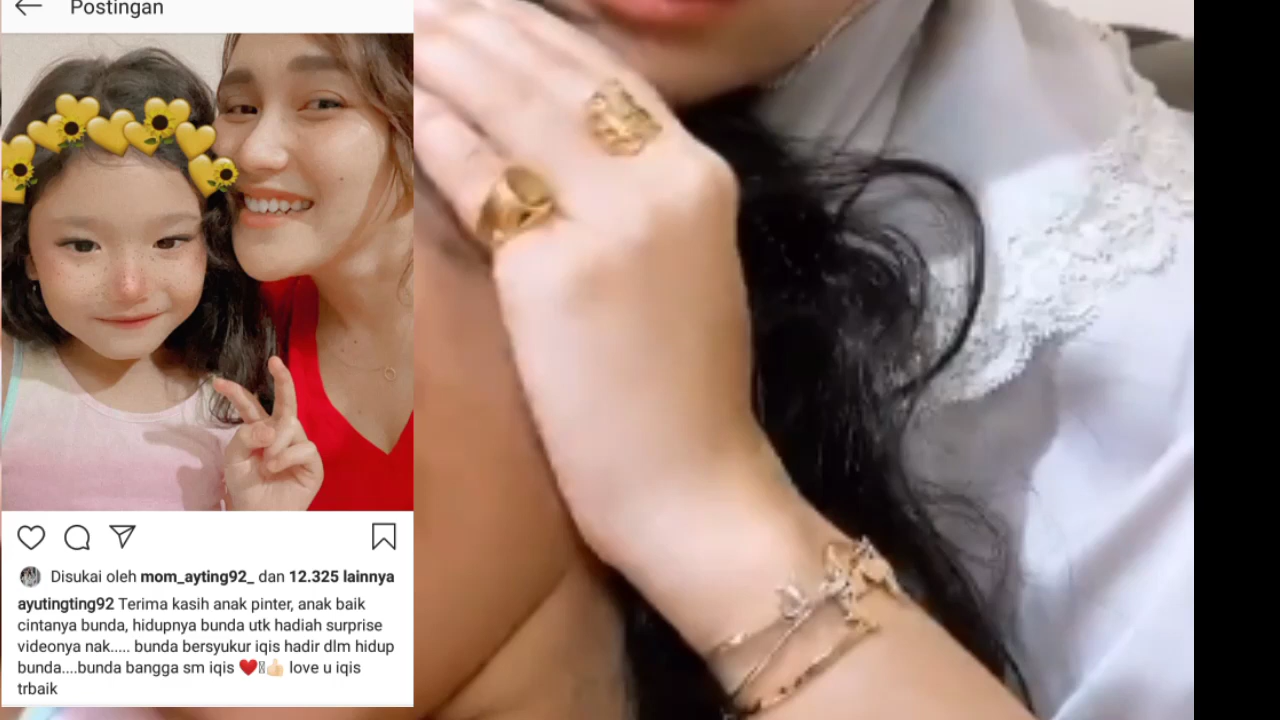 Postingan
Disukai oleh mom_ayting92_ dan 12.325 lainnya
ayutingting92 Terima kasih anak pinter, anak baik
cintanya bunda, hidupnya bunda utk hadiah surprise
videonya nak..... bunda bersyukur iqis hadir dlm hidup
bunda....bunda bangga sm iqis ❤️👍🏻 love u iqis
trbaik